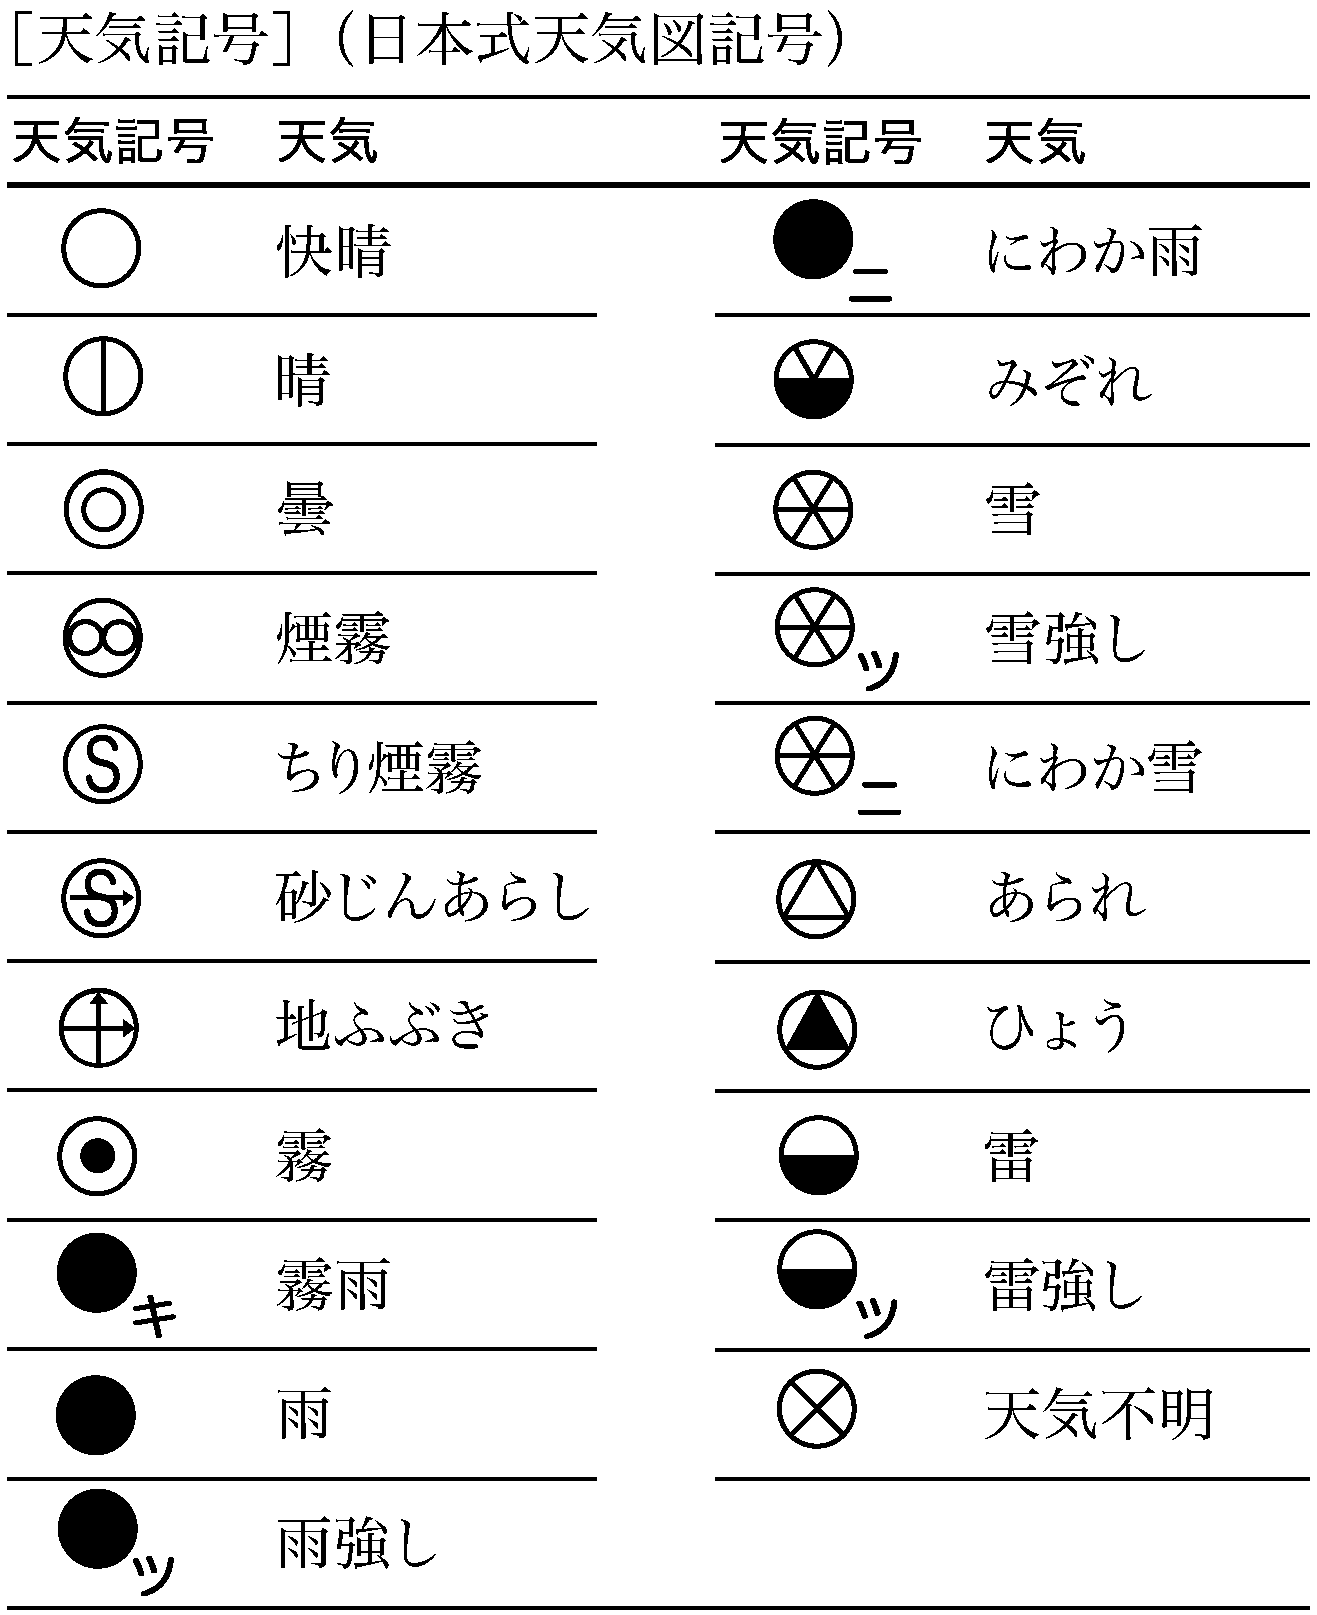 ［天気記号］（日本式天気図記号）
天気記号 天気 天気記号 天気
快晴 ニ にわか雨
晴 みぞれ
曇 雪
煙霧 ツ 雪強し
S ちり煙霧 ニ にわか雪
S 砂じんあらし あられ
地ふぶき ひょう
霧 雷
キ 霧雨 ツ 雷強し
雨 天気不明
ツ 雨強し